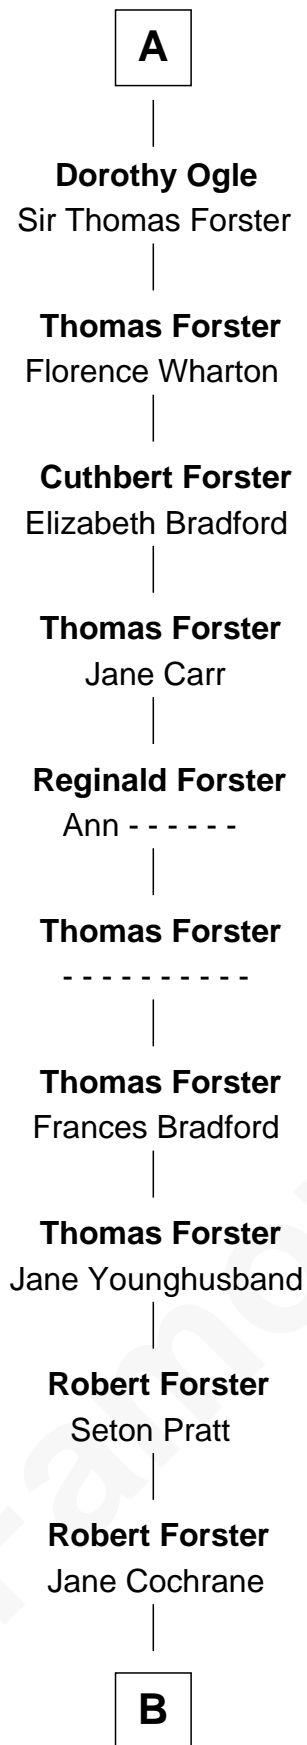 A
Dorothy Ogle
Sir Thomas Forster
Thomas Forster
Florence Wharton
Cuthbert Forster
Elizabeth Bradford
Thomas Forster
Jane Carr
Reginald Forster
Ann - - - - - -
Thomas Forster
- - - - - - - - - -
Thomas Forster
Frances Bradford
Thomas Forster
Jane Younghusband
Robert Forster
Seton Pratt
Robert Forster
Jane Cochrane
B